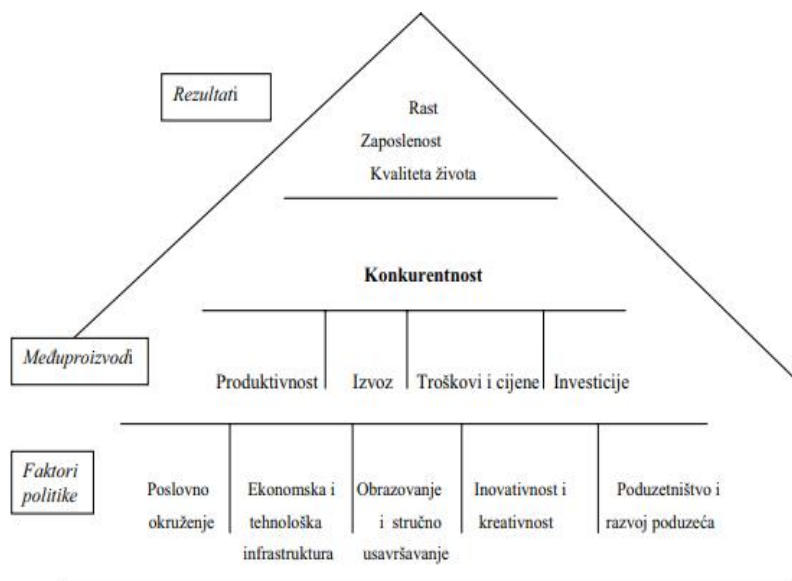 Rezultati
Rast
Zaposlenost
Kvaliteta života
Konkurentnost
Međuproizvodi
Produktivnost
Izvoz
Troškovi i cijene
Investicije
Faktori
politike
Poslovno
okruženje
Ekonomska i
tehnološka
infrastruktura
Obrazovanje
i stručno
usavršavanje
Inovativnost i
kreativnost
Poduzetništvo i
razvoj poduzeća